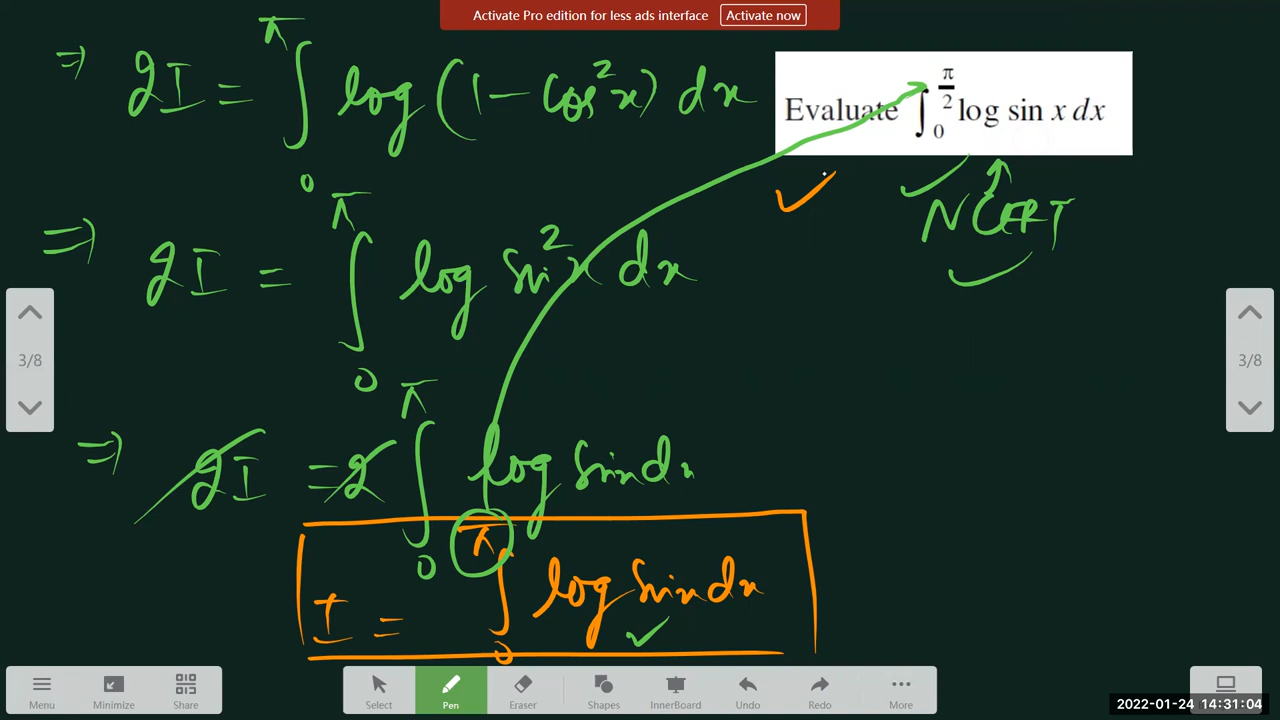 Activate Pro edition for less ads interface Activate now
⇒ 2I = ∫₀^π log (1 - cos²x) dx
Evaluate ∫₀^(π/2) log sin x dx
NCERT
⇒ 2I = ∫₀^π log sin²x dx
3/8
3/8
⇒ 2I = 2 ∫₀^π log sinx dx
I = ∫₀^π log sinx dx
Menu Minimize Share Select Pen Eraser Shapes InnerBoard Undo Redo More
2022-01-24 14:31:04